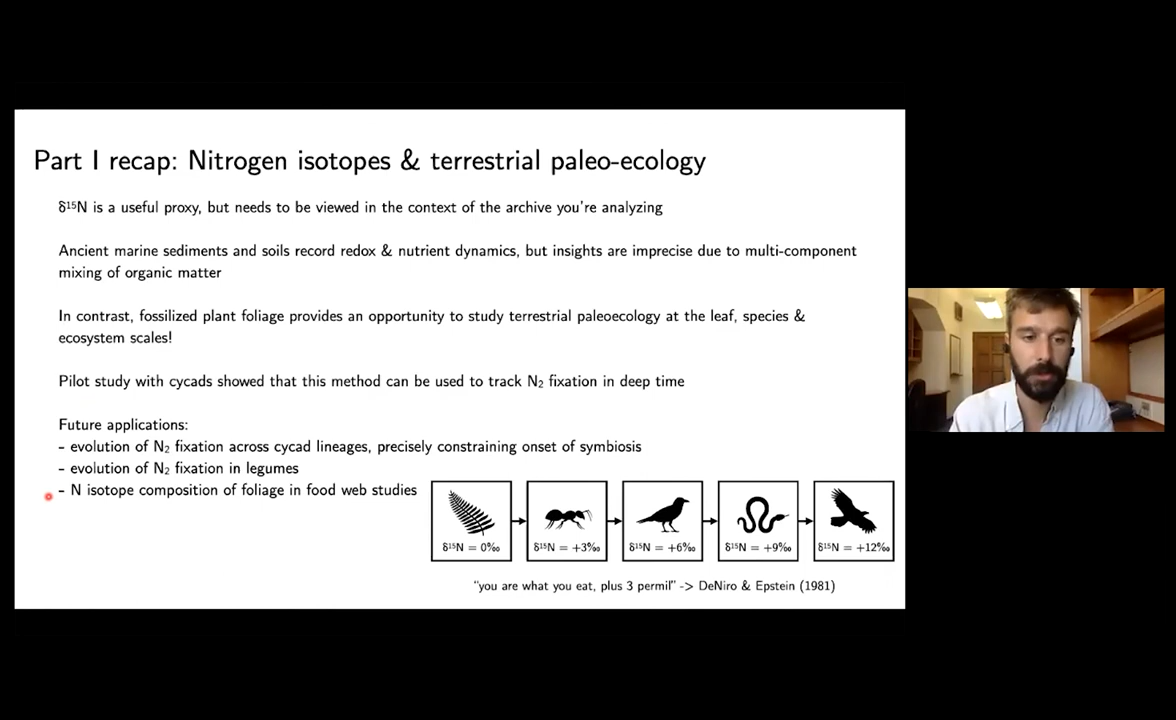 Part I recap: Nitrogen isotopes & terrestrial paleo-ecology
δ¹⁵N is a useful proxy, but needs to be viewed in the context of the archive you're analyzing
Ancient marine sediments and soils record redox & nutrient dynamics, but insights are imprecise due to multi-component
mixing of organic matter
In contrast, fossilized plant foliage provides an opportunity to study terrestrial paleoecology at the leaf, species &
ecosystem scales!
Pilot study with cycads showed that this method can be used to track N₂ fixation in deep time
Future applications:
- evolution of N₂ fixation across cycad lineages, precisely constraining onset of symbiosis
- evolution of N₂ fixation in legumes
- N isotope composition of foliage in food web studies
δ¹⁵N = 0‰ δ¹⁵N = +3‰ δ¹⁵N = +6‰ δ¹⁵N = +9‰ δ¹⁵N = +12‰
"you are what you eat, plus 3 permil" -> DeNiro & Epstein (1981)